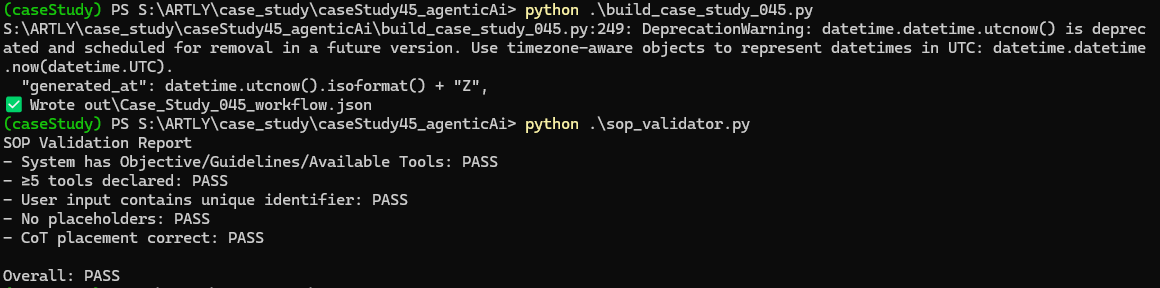 (caseStudy) PS S:\ARTLY\case_study\caseStudy45_agenticAi> python .\build_case_study_045.py
S:\ARTLY\case_study\caseStudy45_agenticAi\build_case_study_045.py:249: DeprecationWarning: datetime.datetime.utcnow() is deprec
ated and scheduled for removal in a future version. Use timezone-aware objects to represent datetimes in UTC: datetime.datetime
.now(datetime.UTC).
  "generated_at": datetime.utcnow().isoformat() + "Z",
✅ Wrote out\Case_Study_045_workflow.json
(caseStudy) PS S:\ARTLY\case_study\caseStudy45_agenticAi> python .\sop_validator.py
SOP Validation Report
- System has Objective/Guidelines/Available Tools: PASS
- ≥5 tools declared: PASS
- User input contains unique identifier: PASS
- No placeholders: PASS
- CoT placement correct: PASS

Overall: PASS